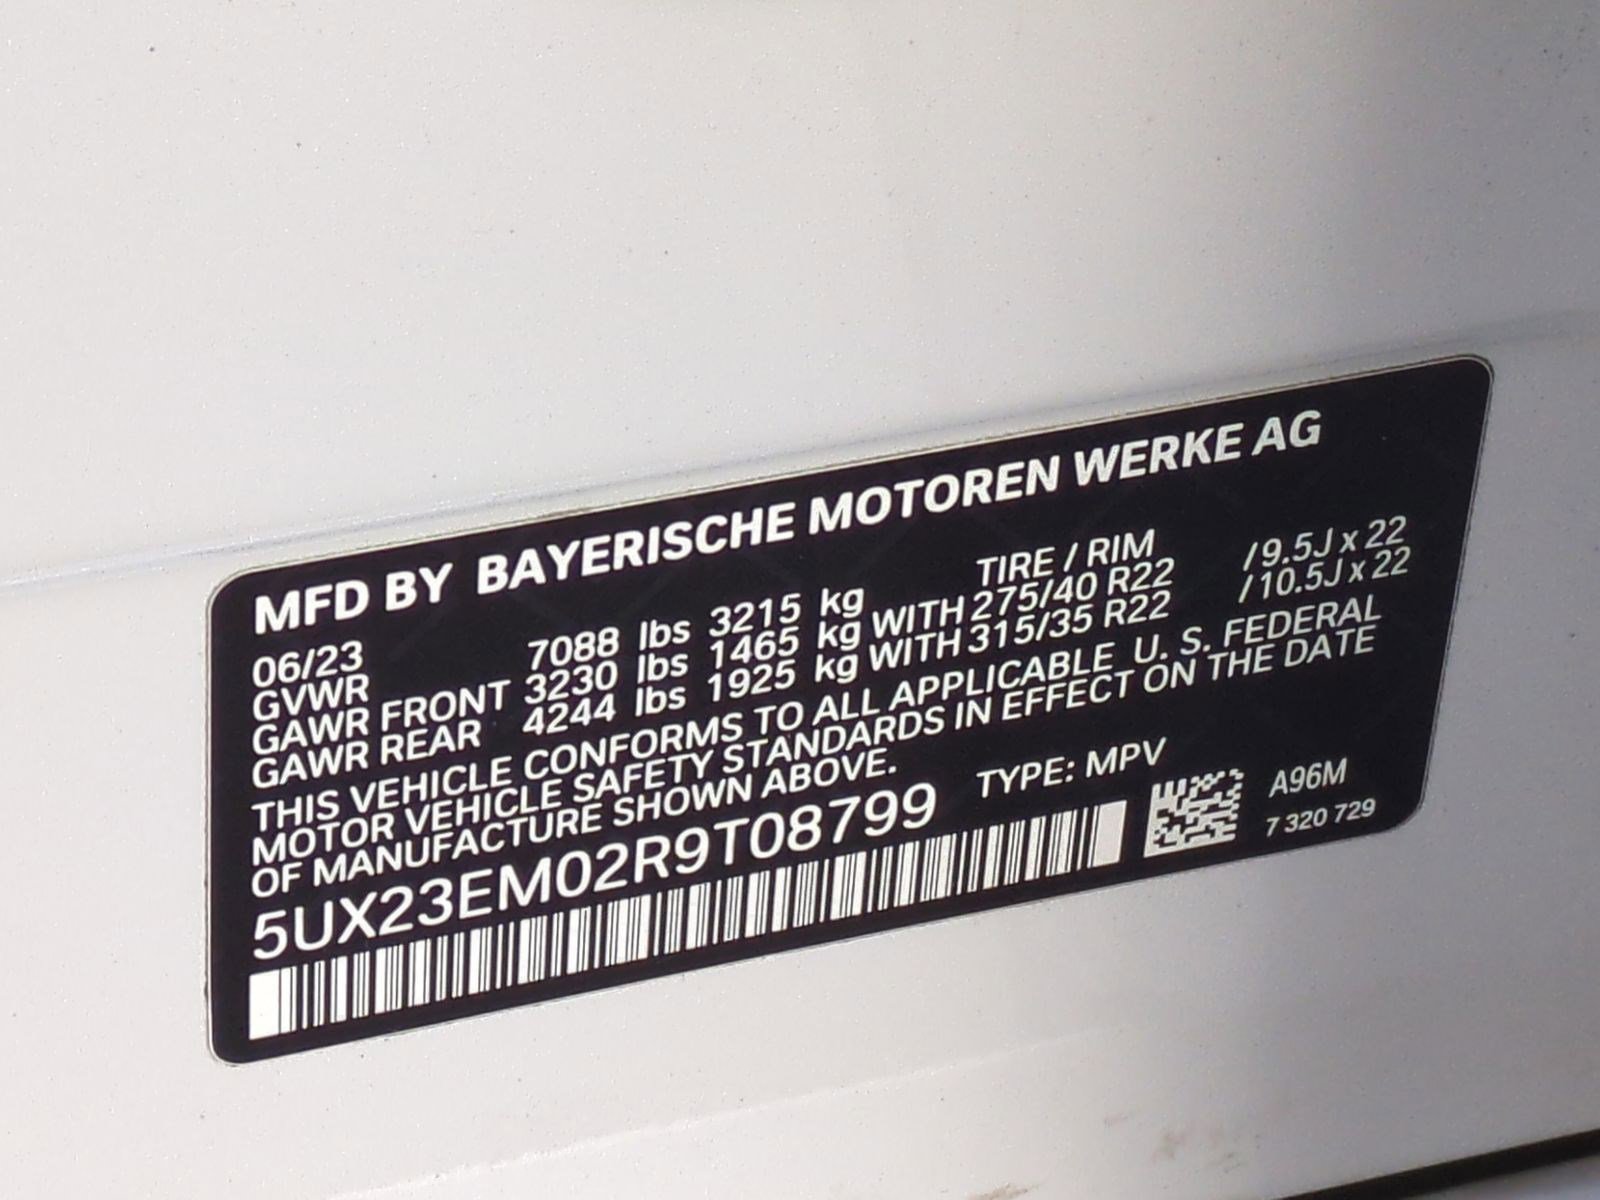 MFD BY BAYERISCHE MOTOREN WERKE AG
06/23 TIRE / RIM
GVWR 7088 lbs 3215 kg
GAWR FRONT 3230 lbs 1465 kg WITH 275/40 R22 /9.5J x 22
GAWR REAR 4244 lbs 1925 kg WITH 315/35 R22 /10.5J x 22
THIS VEHICLE CONFORMS TO ALL APPLICABLE U. S. FEDERAL
MOTOR VEHICLE SAFETY STANDARDS IN EFFECT ON THE DATE
OF MANUFACTURE SHOWN ABOVE.
5UX23EM02R9T08799 TYPE: MPV
A96M
7 320 729